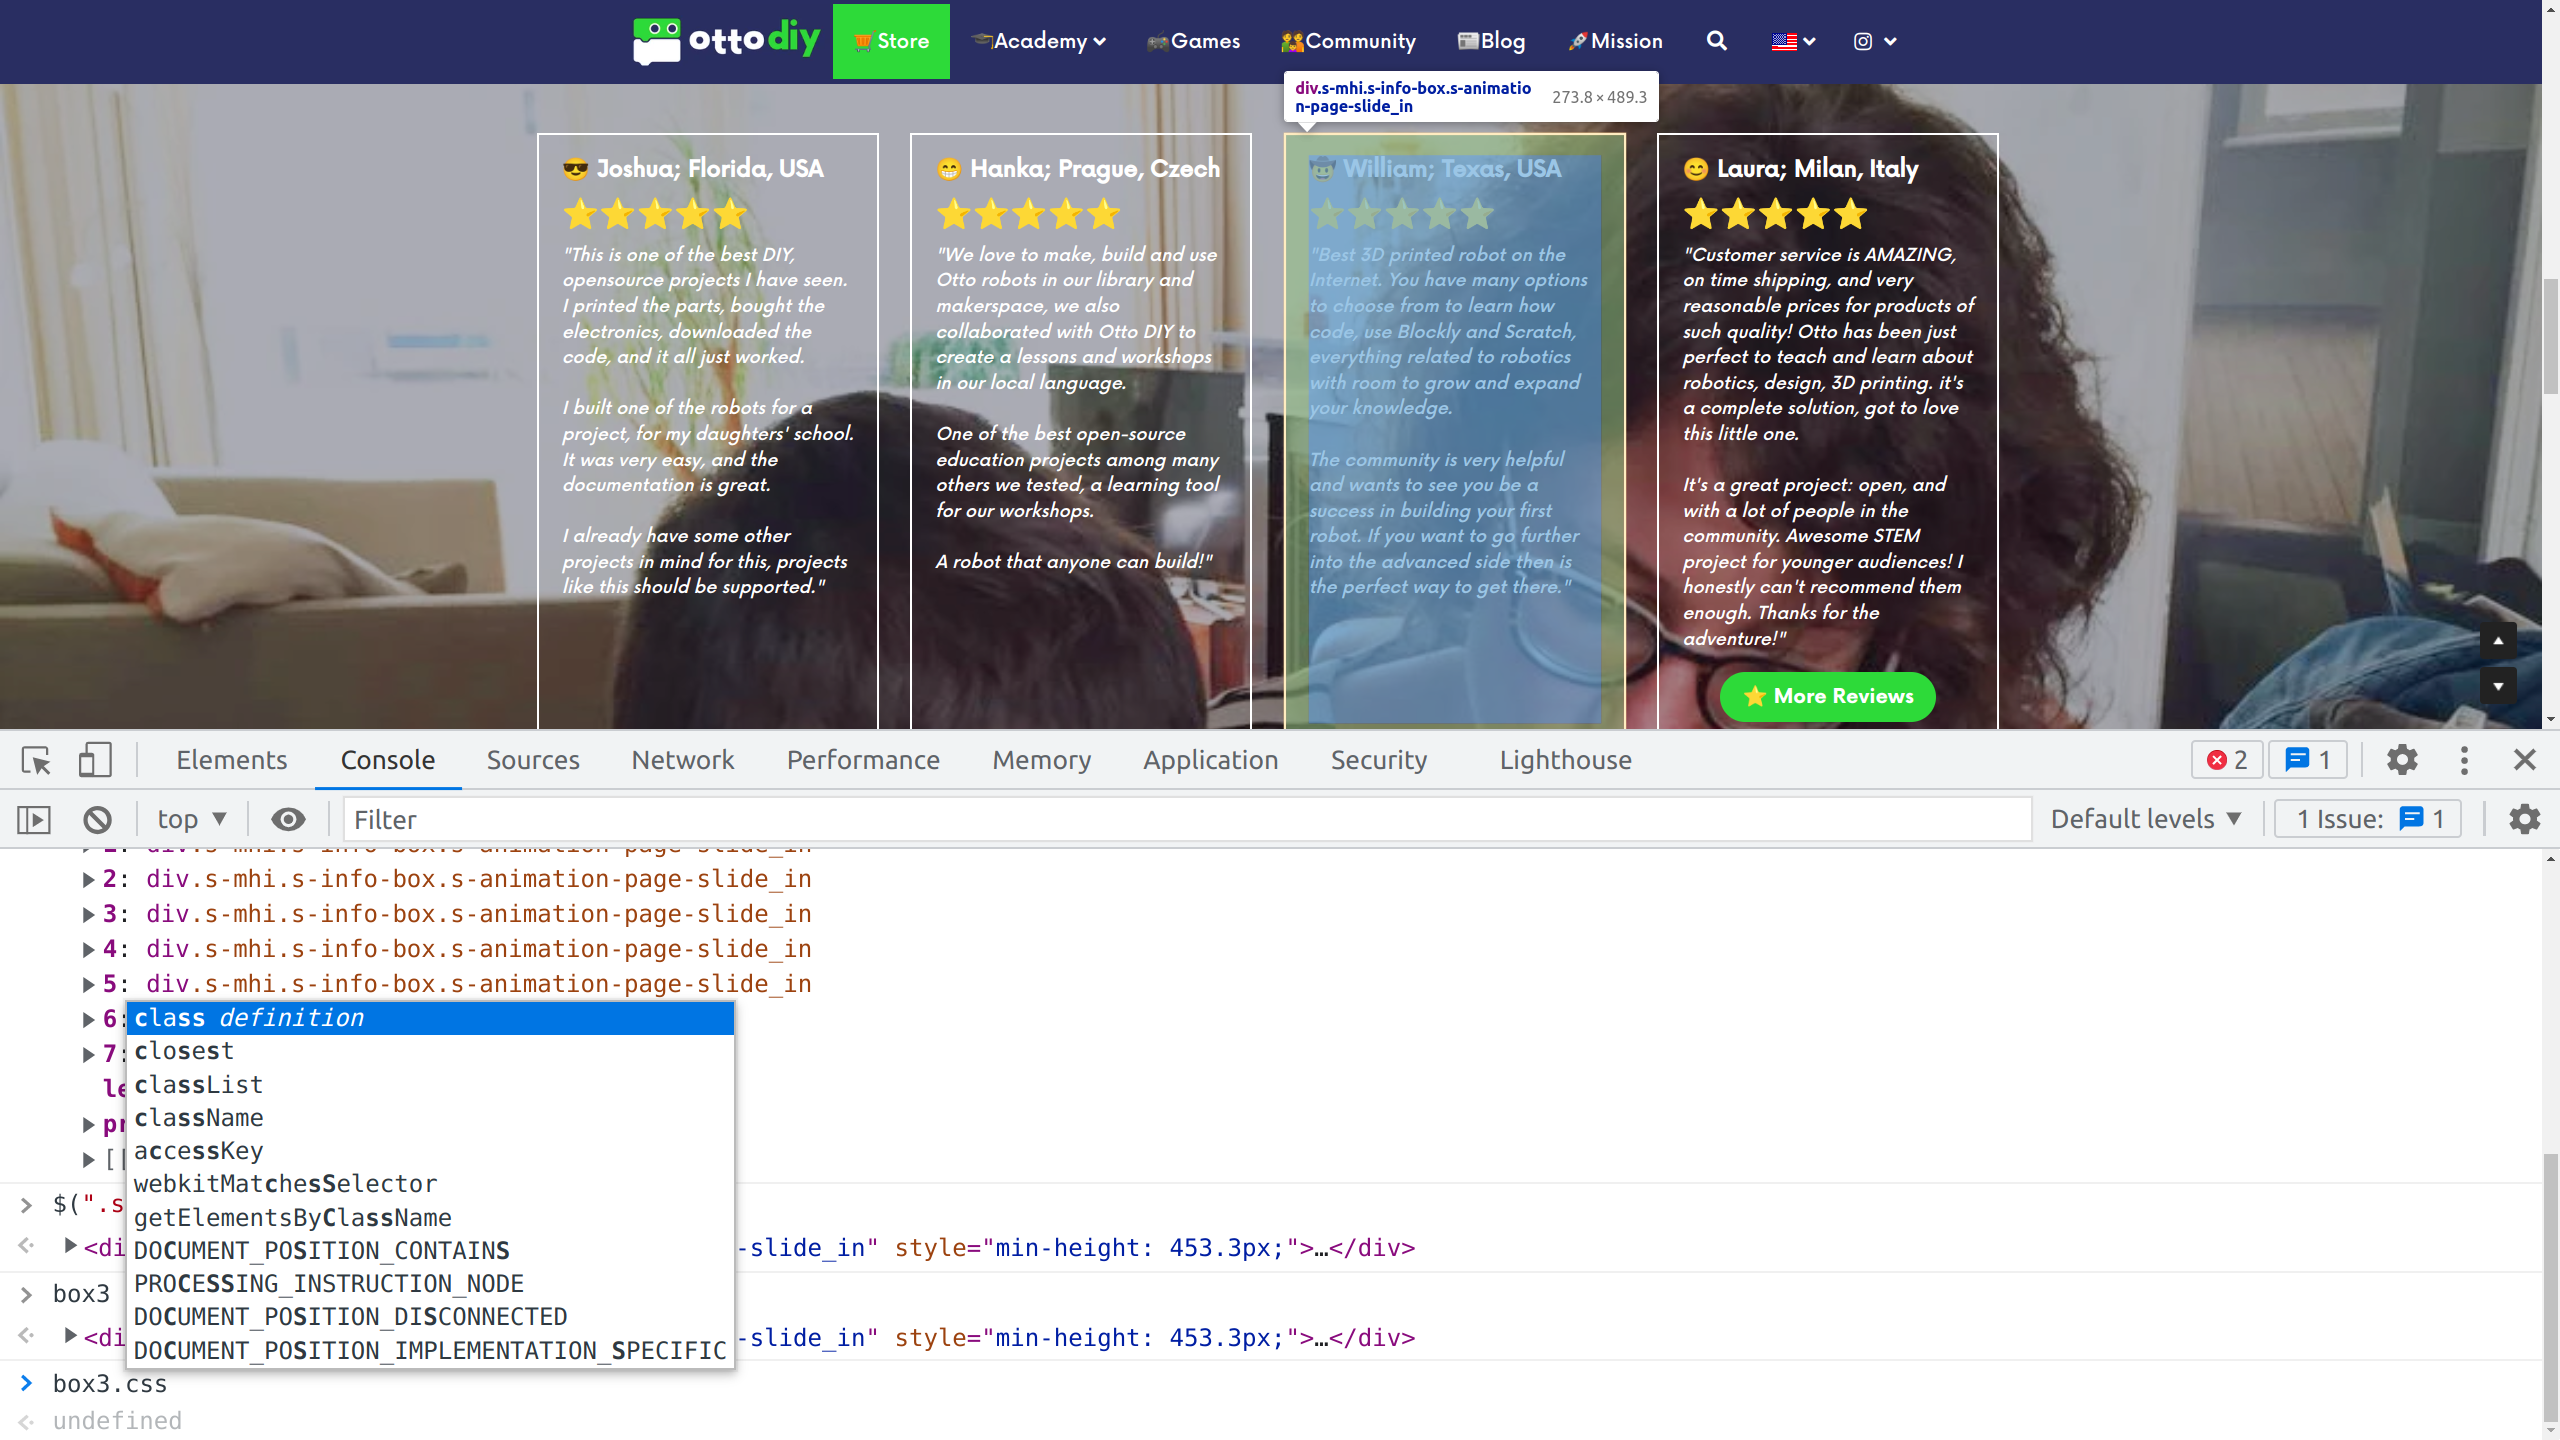 otto diy Store Academy Games Community Blog Mission
div.s-mhi.s-info-box.s-animatio
n-page-slide_in
273.8 × 489.3
Joshua; Florida, USA
"This is one of the best DIY,
opensource projects I have seen.
I printed the parts, bought the
electronics, downloaded the
code, and it all just worked.
I built one of the robots for a
project, for my daughters' school.
It was very easy, and the
documentation is great.
I already have some other
projects in mind for this, projects
like this should be supported."
Hanka; Prague, Czech
"We love to make, build and use
Otto robots in our library and
makerspace, we also
collaborated with Otto DIY to
create a lessons and workshops
in our local language.
One of the best open-source
education projects among many
others we tested, a learning tool
for our workshops.
A robot that anyone can build!"
William; Texas, USA
"Best 3D printed robot on the
Internet. You have many options
to choose from to learn how
code, use Blockly and Scratch,
everything related to robotics
with room to grow and expand
your knowledge.
The community is very helpful
and wants to see you be a
success in building your first
robot. If you want to go further
into the advanced side then is
the perfect way to get there."
Laura; Milan, Italy
"Customer service is AMAZING,
on time shipping, and very
reasonable prices for products of
such quality! Otto has been just
perfect to teach and learn about
robotics, design, 3D printing. it's
a complete solution, got to love
this little one.
It's a great project: open, and
with a lot of people in the
community. Awesome STEM
project for younger audiences! I
honestly can't recommend them
enough. Thanks for the
adventure!"
More Reviews
Elements Console Sources Network Performance Memory Application Security Lighthouse 2 1
top Filter Default levels 1 Issue: 1
div.s-mhi.s-info-box.s-animation-page-slide_in
2: div.s-mhi.s-info-box.s-animation-page-slide_in
3: div.s-mhi.s-info-box.s-animation-page-slide_in
4: div.s-mhi.s-info-box.s-animation-page-slide_in
5: div.s-mhi.s-info-box.s-animation-page-slide_in
6:
7:
le
pr
[[
class definition
closest
classList
className
accessKey
webkitMatchesSelector
getElementsByClassName
DOCUMENT_POSITION_CONTAINS
PROCESSING_INSTRUCTION_NODE
DOCUMENT_POSITION_DISCONNECTED
DOCUMENT_POSITION_IMPLEMENTATION_SPECIFIC
$(".s
<di -slide_in" style="min-height: 453.3px;">…</div>
box3
<di -slide_in" style="min-height: 453.3px;">…</div>
box3.css
undefined